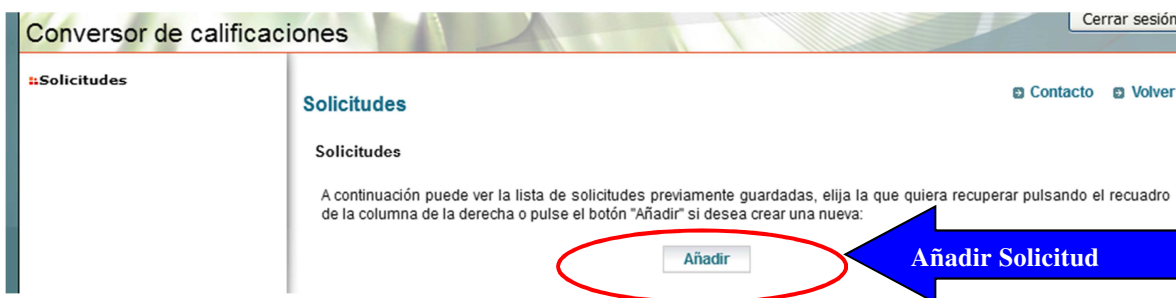 Conversor de calificaciones
Cerrar sesión
Solicitudes
Contacto
Volver
Solicitudes
Solicitudes
A continuación puede ver la lista de solicitudes previamente guardadas, elija la que quiera recuperar pulsando el recuadro
de la columna de la derecha o pulse el botón "Añadir" si desea crear una nueva:
Añadir
Añadir Solicitud